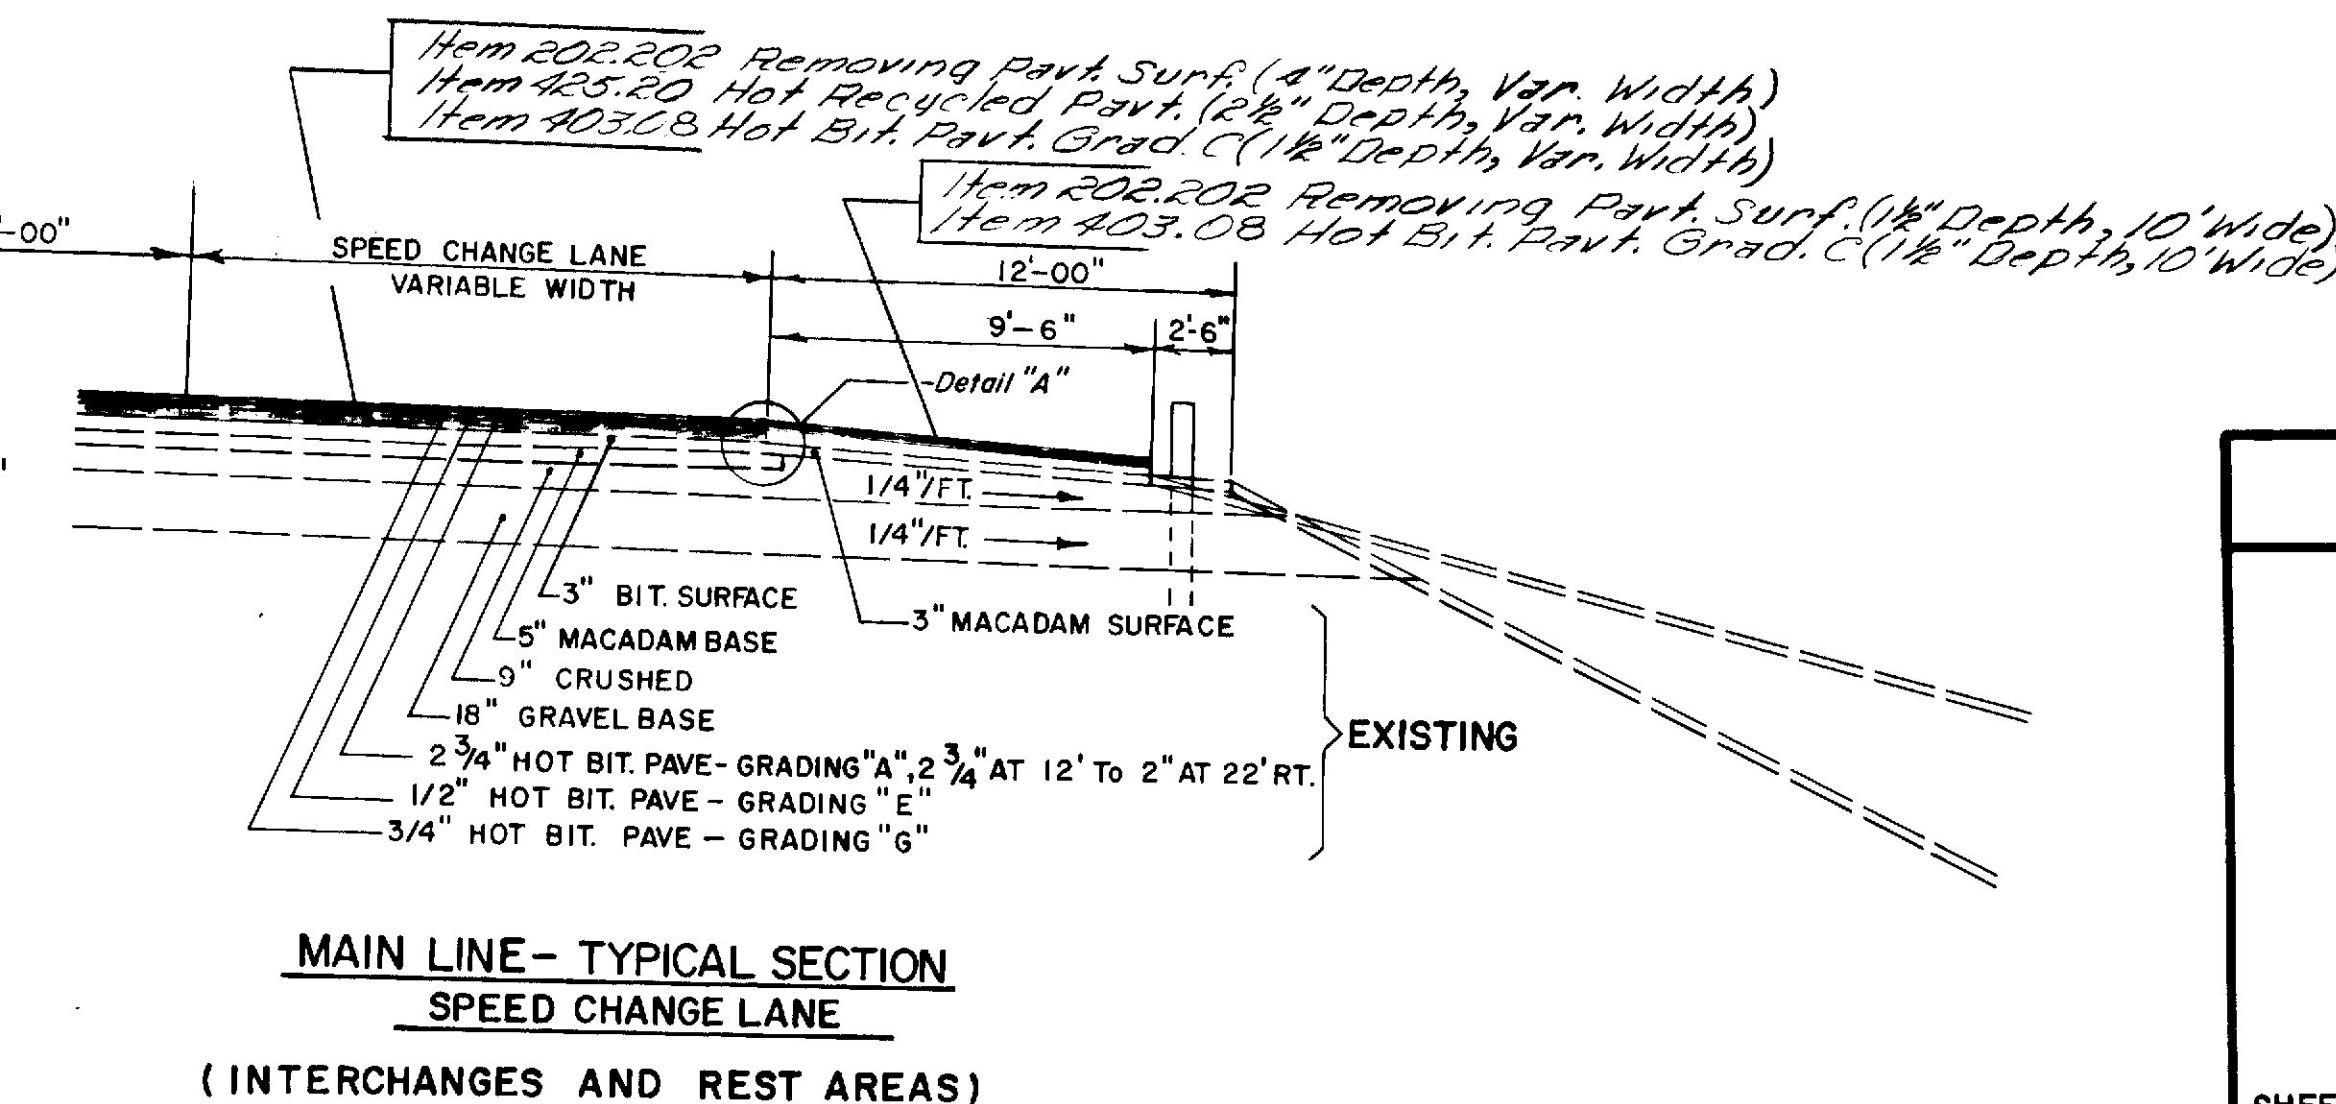 Item 202.202 Removing Pavt. Surf. (4" Depth, Var. Width)
Item 425.20 Hot Recycled Pavt. (2½" Depth, Var. Width)
Item 403.08 Hot Bit. Pavt. Grad. C (1½" Depth, Var. Width)
Item 202.202 Removing Pavt. Surf. (1½" Depth, 10' Wide)
Item 403.08 Hot Bit. Pavt. Grad. C (1½" Depth, 10' Wide)
'-00"
SPEED CHANGE LANE
VARIABLE WIDTH
12'-00"
9'-6"
2'-6"
Detail "A"
1/4"/FT.
1/4"/FT.
3" BIT. SURFACE
3" MACADAM SURFACE
5" MACADAM BASE
9" CRUSHED
18" GRAVEL BASE
2 3/4" HOT BIT. PAVE- GRADING "A", 2 3/4" AT 12' To 2" AT 22' RT.
1/2" HOT BIT. PAVE - GRADING "E"
3/4" HOT BIT. PAVE - GRADING "G"
EXISTING
MAIN LINE- TYPICAL SECTION
SPEED CHANGE LANE
(INTERCHANGES AND REST AREAS)